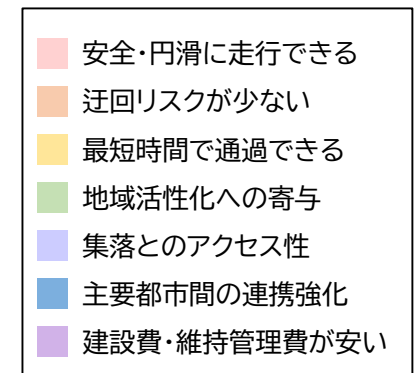 安全・円滑に走行できる
迂回リスクが少ない
最短時間で通過できる
地域活性化への寄与
集落とのアクセス性
主要都市間の連携強化
建設費・維持管理費が安い